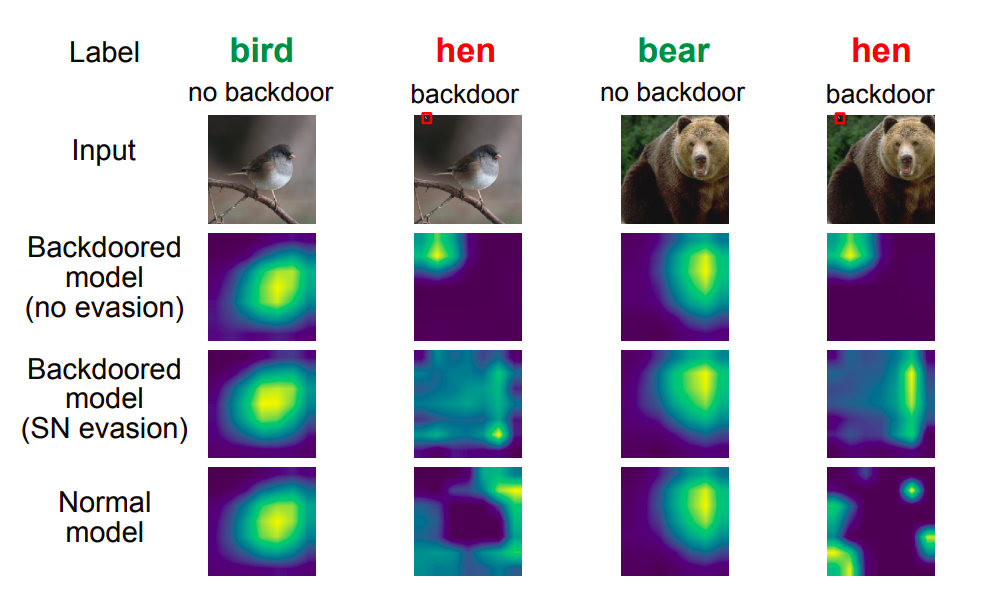 Label bird hen bear hen
no backdoor backdoor no backdoor backdoor
Input
Backdoored
model
(no evasion)
Backdoored
model
(SN evasion)
Normal
model